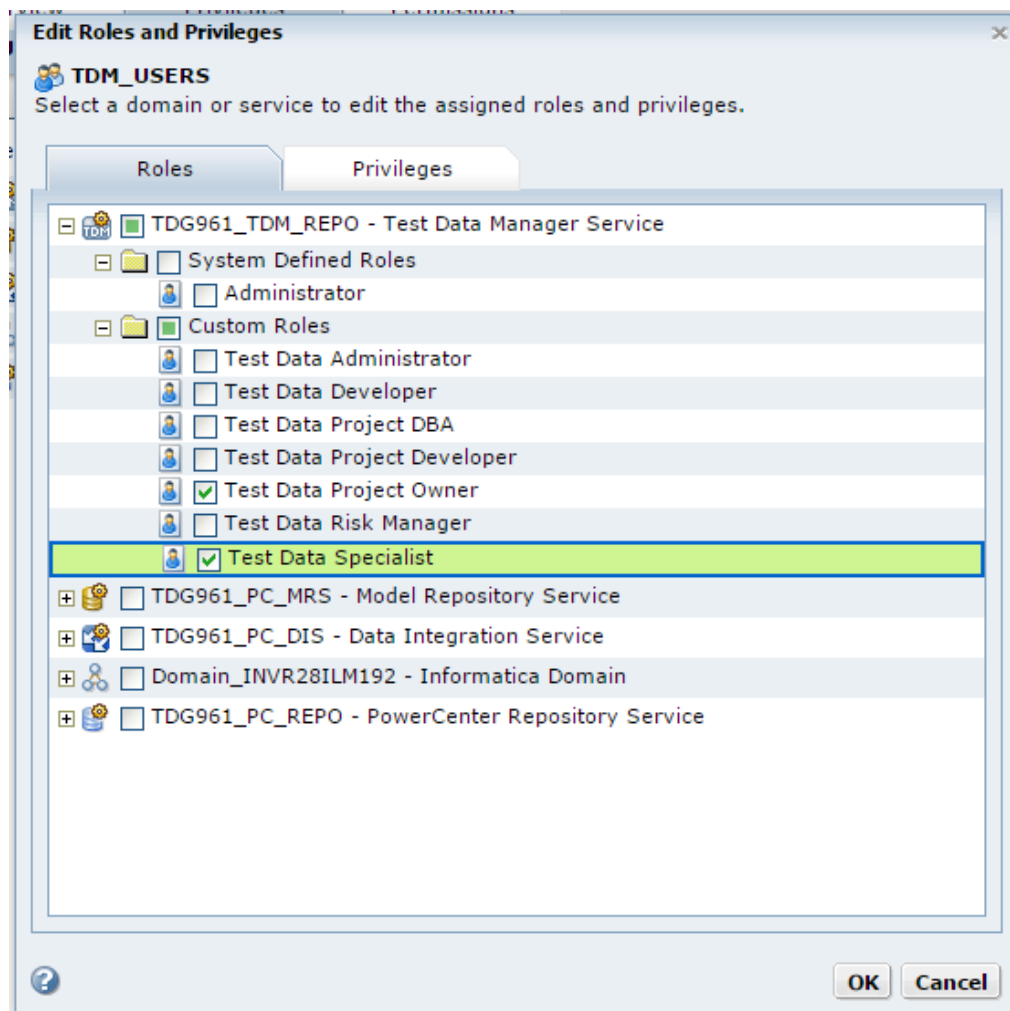 Edit Roles and Privileges
TDM_USERS
Select a domain or service to edit the assigned roles and privileges.
Roles Privileges
TDG961_TDM_REPO - Test Data Manager Service
System Defined Roles
Administrator
Custom Roles
Test Data Administrator
Test Data Developer
Test Data Project DBA
Test Data Project Developer
Test Data Project Owner
Test Data Risk Manager
Test Data Specialist
TDG961_PC_MRS - Model Repository Service
TDG961_PC_DIS - Data Integration Service
Domain_INVR28ILM192 - Informatica Domain
TDG961_PC_REPO - PowerCenter Repository Service
OK Cancel